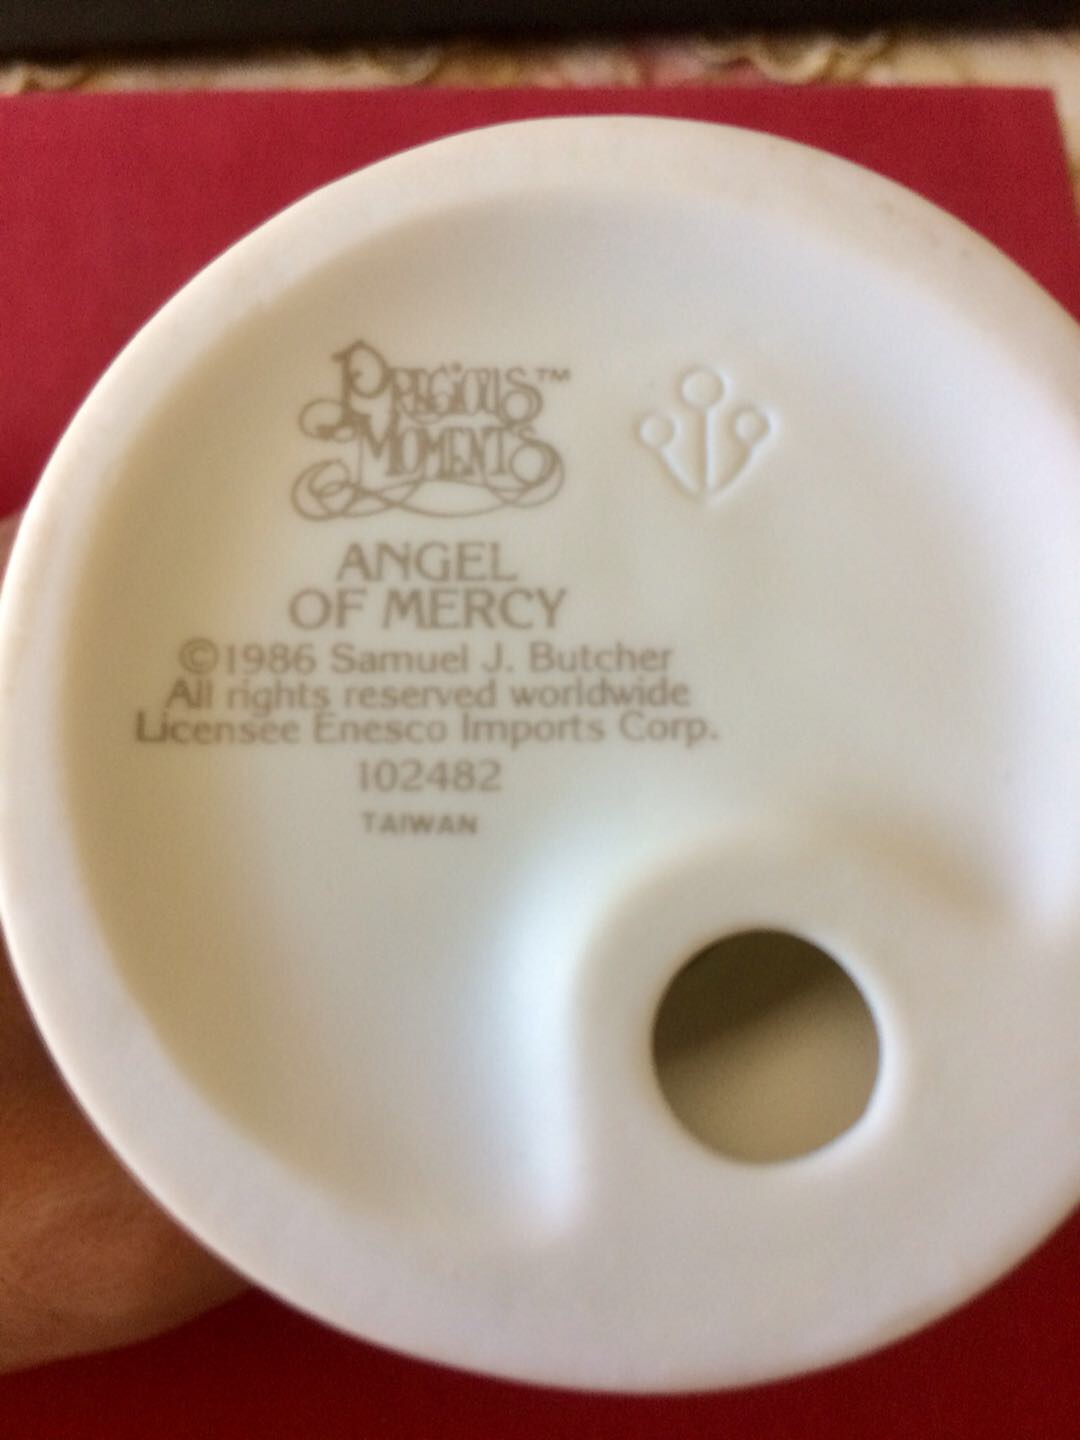 PRECIOUS™
MOMENTS
ANGEL
OF MERCY
©1986 Samuel J. Butcher
All rights reserved worldwide
Licensee Enesco Imports Corp.
102482
TAIWAN